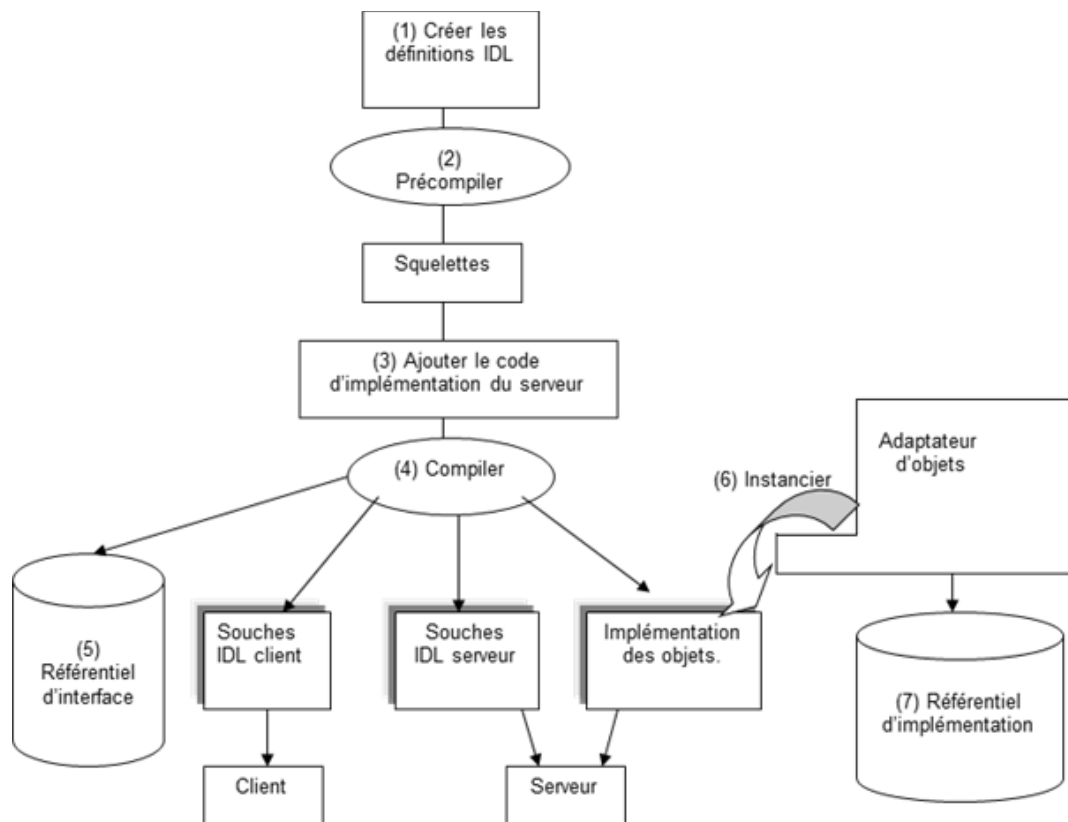 (1) Créer les
définitions IDL
(2)
Précompiler
Squelettes
(3) Ajouter le code
d'implémentation du serveur
(4) Compiler
Adaptateur
d'objets
(6) Instancier
(5)
Référentiel
d'interface
Souches
IDL client
Souches
IDL serveur
Implémentation
des objets.
(7) Référentiel
d'implémentation
Client
Serveur